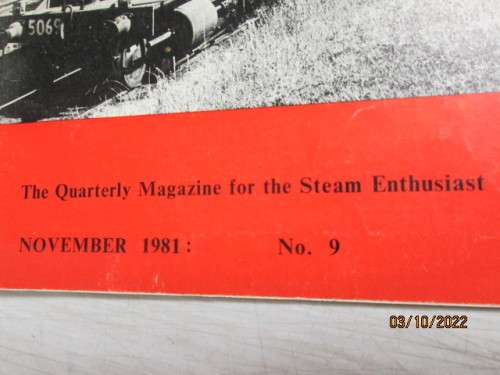 5069
The Quarterly Magazine for the Steam Enthusiast
NOVEMBER 1981: No. 9
03/10/2022